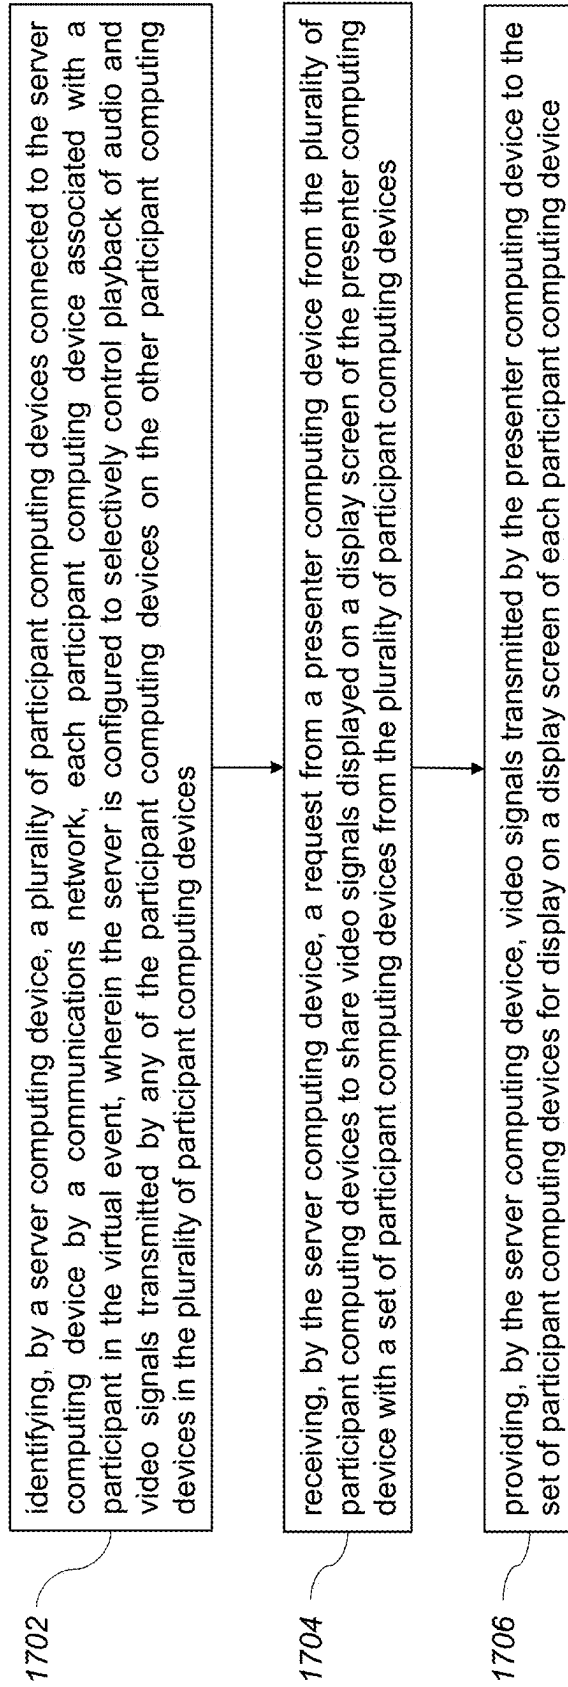 1702
identifying, by a server computing device, a plurality of participant computing devices connected to the server
computing device by a communications network, each participant computing device associated with a
participant in the virtual event, wherein the server is configured to selectively control playback of audio and
video signals transmitted by any of the participant computing devices on the other participant computing
devices in the plurality of participant computing devices
1704
receiving, by the server computing device, a request from a presenter computing device from the plurality of
participant computing devices to share video signals displayed on a display screen of the presenter computing
device with a set of participant computing devices from the plurality of participant computing devices
1706
providing, by the server computing device, video signals transmitted by the presenter computing device to the
set of participant computing devices for display on a display screen of each participant computing device